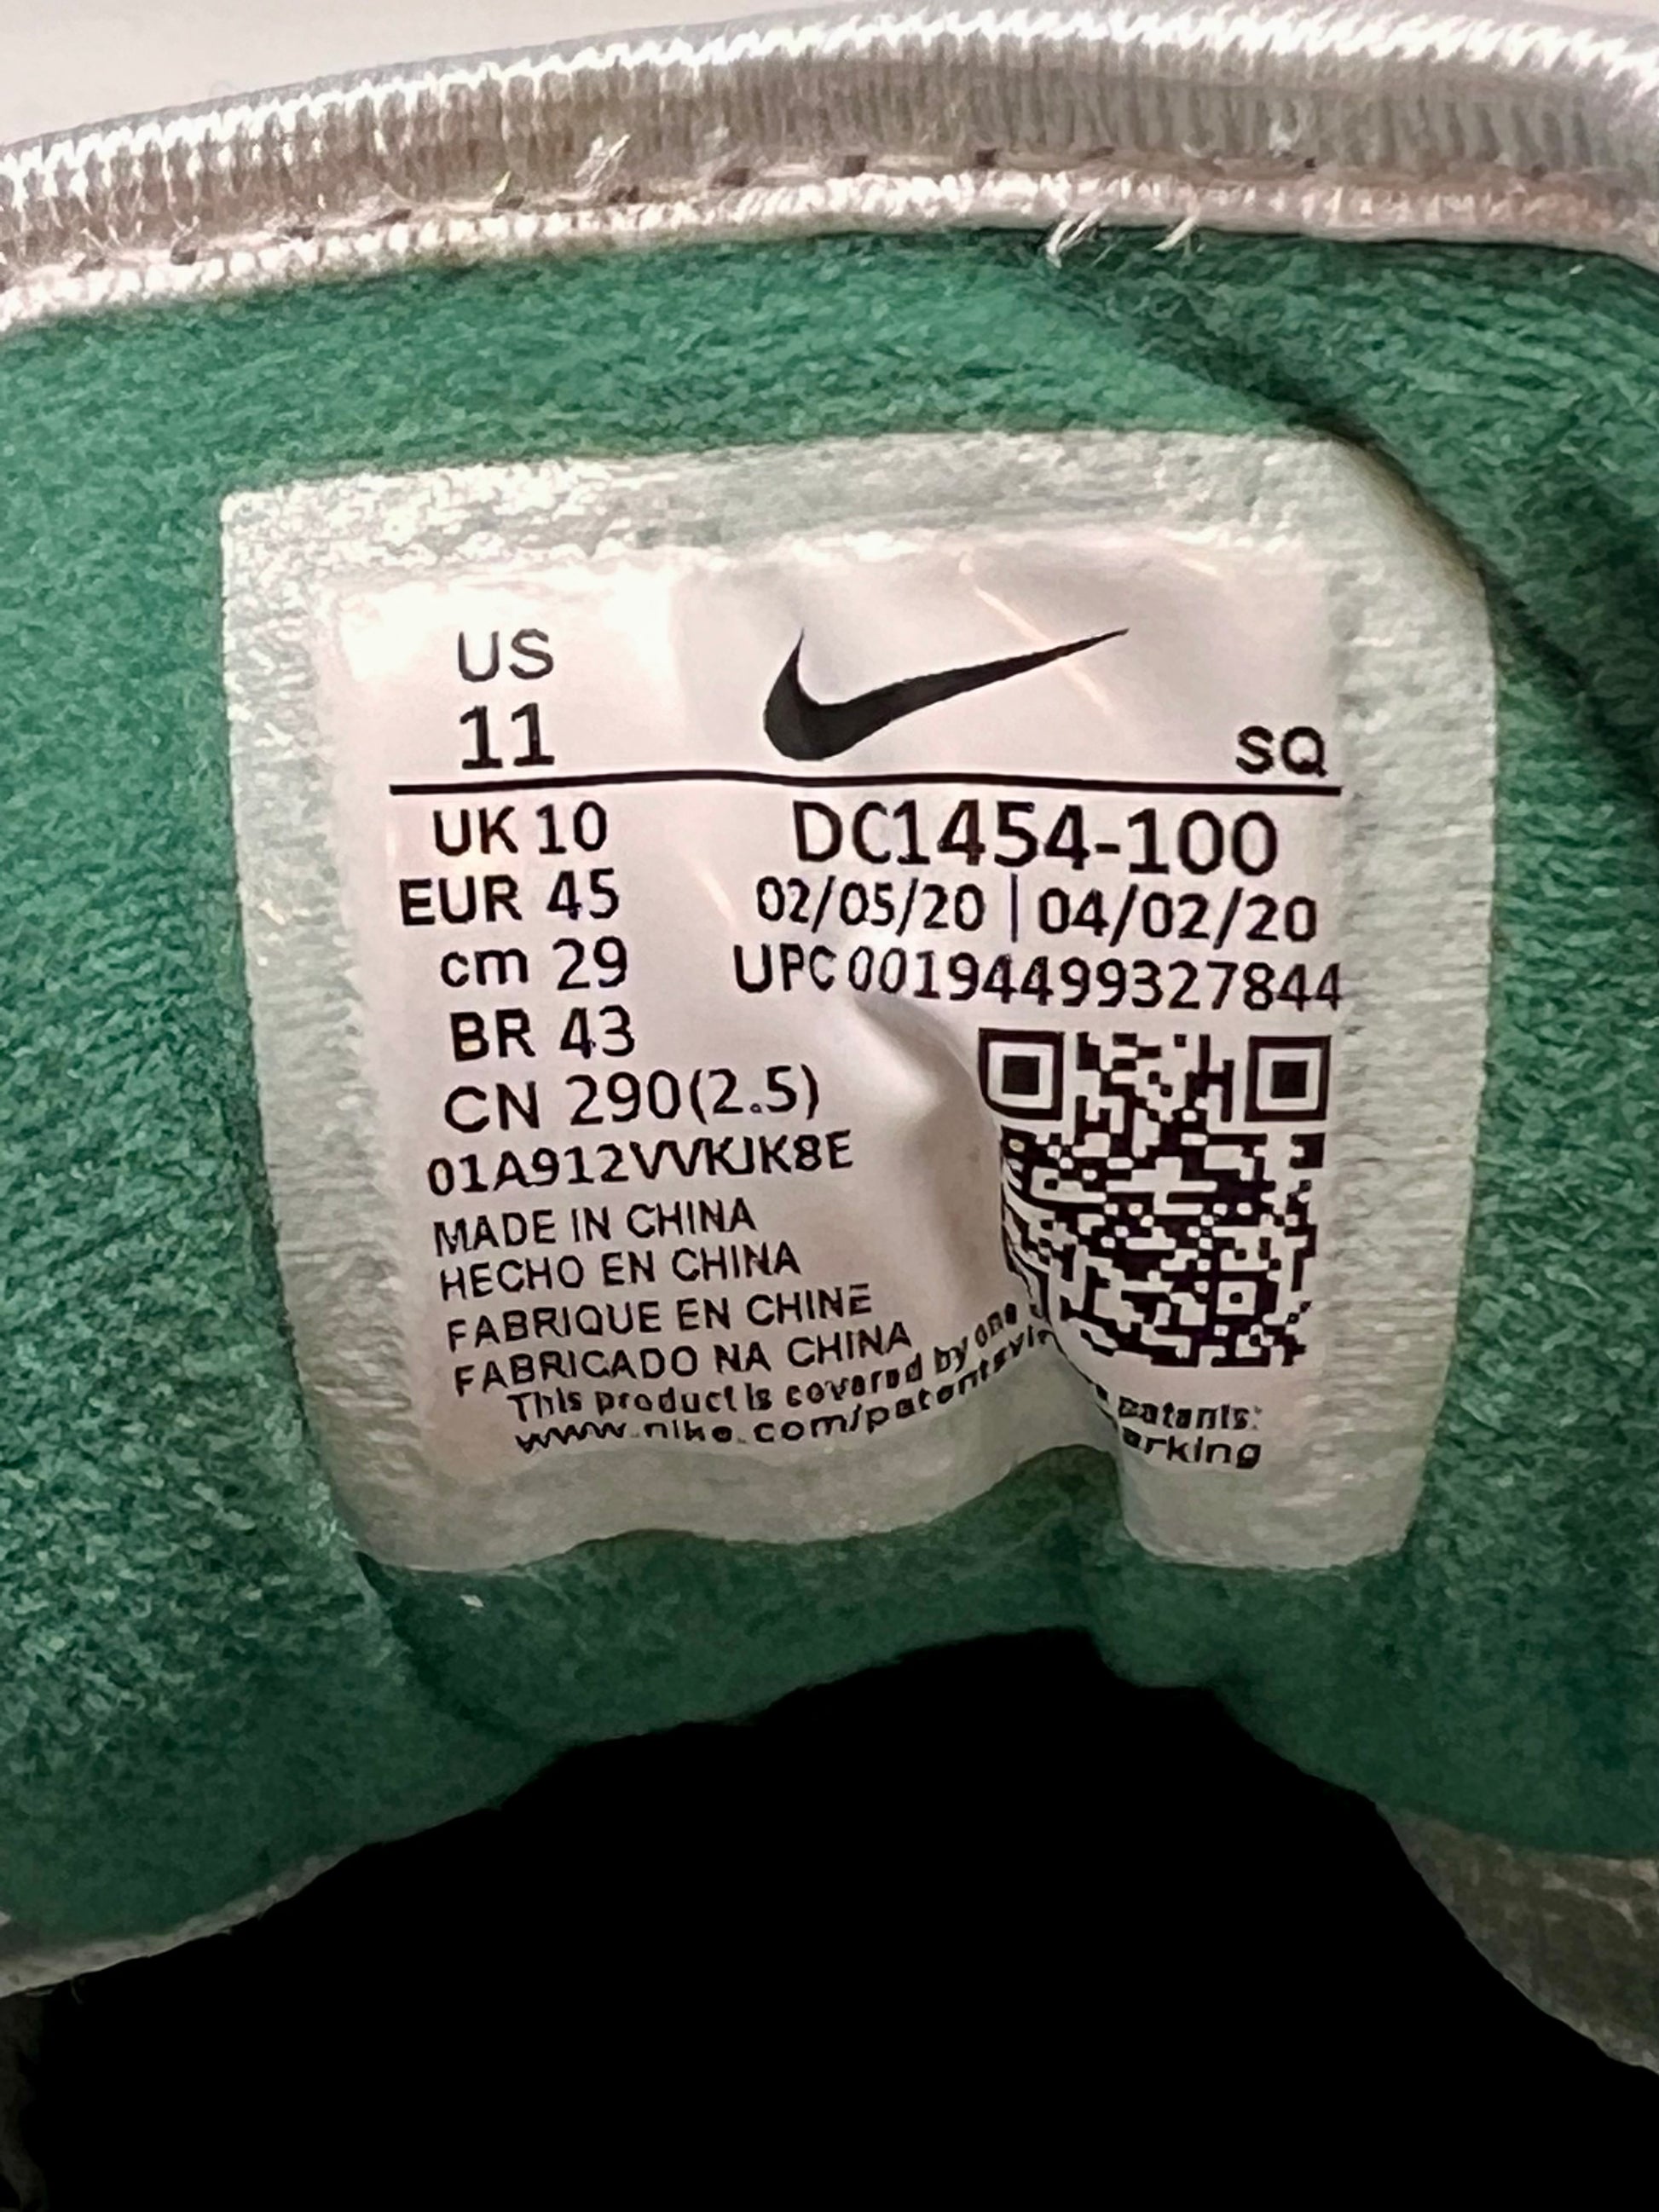 US
11
SQ
UK 10
EUR 45
cm 29
BR 43
CN 290(2.5)
DC1454-100
02/05/20 | 04/02/20
UPC 00194499327844
01A912VVKJK8E
MADE IN CHINA
HECHO EN CHINA
FABRIQUE EN CHINE
FABRICADO NA CHINA
This product is covered by one patents:
www.nike.com/patents